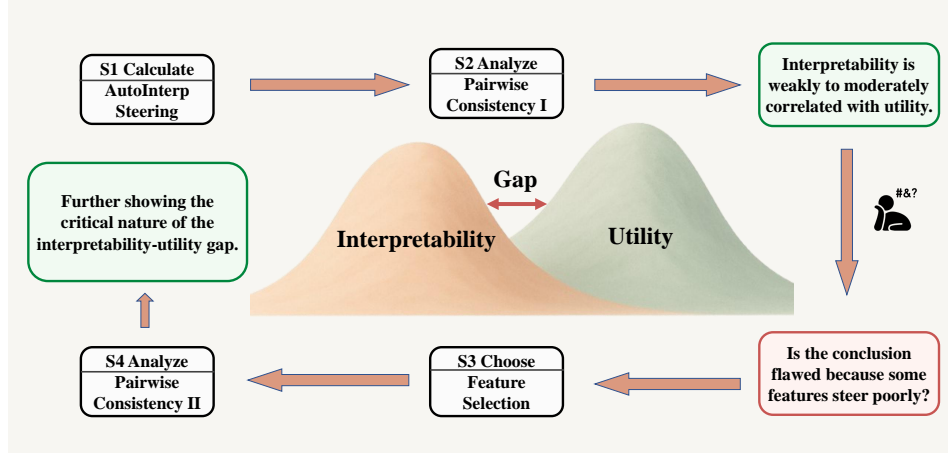 S1 Calculate
AutoInterp
Steering
S2 Analyze
Pairwise
Consistency I
Interpretability is
weakly to moderately
correlated with utility.
#&?
Further showing the
critical nature of the
interpretability-utility gap.
Gap
Interpretability
Utility
S4 Analyze
Pairwise
Consistency II
S3 Choose
Feature
Selection
Is the conclusion
flawed because some
features steer poorly?